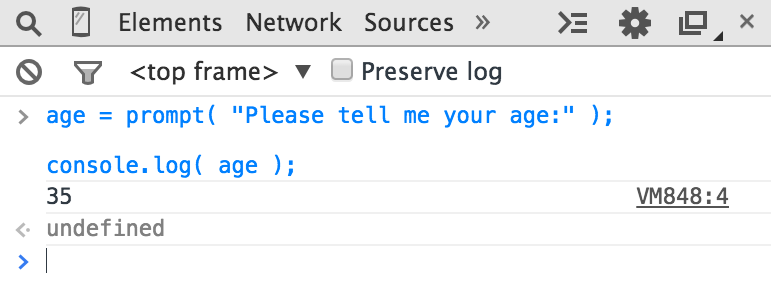 Elements Network Sources »
<top frame> ▼ Preserve log
> age = prompt( "Please tell me your age:" );
console.log( age );
35 VM848:4
undefined
>